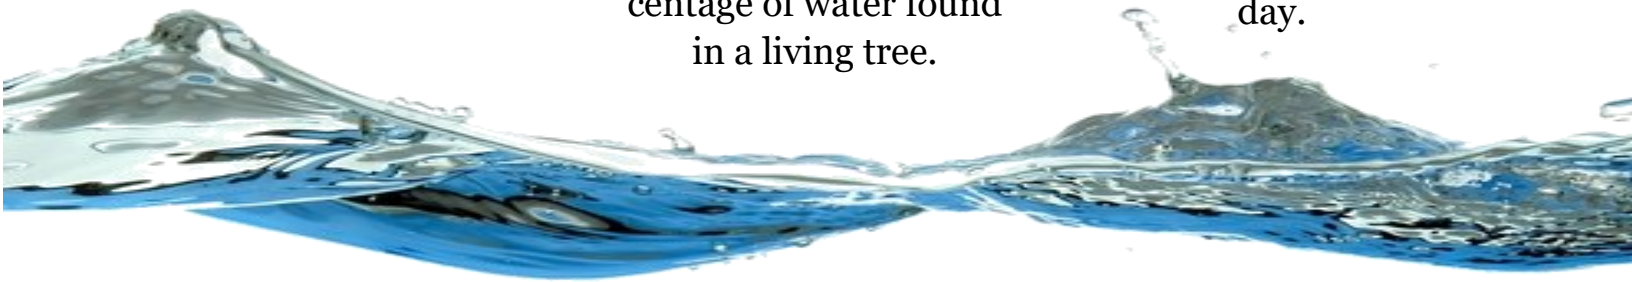 centage of water found
in a living tree.
day.